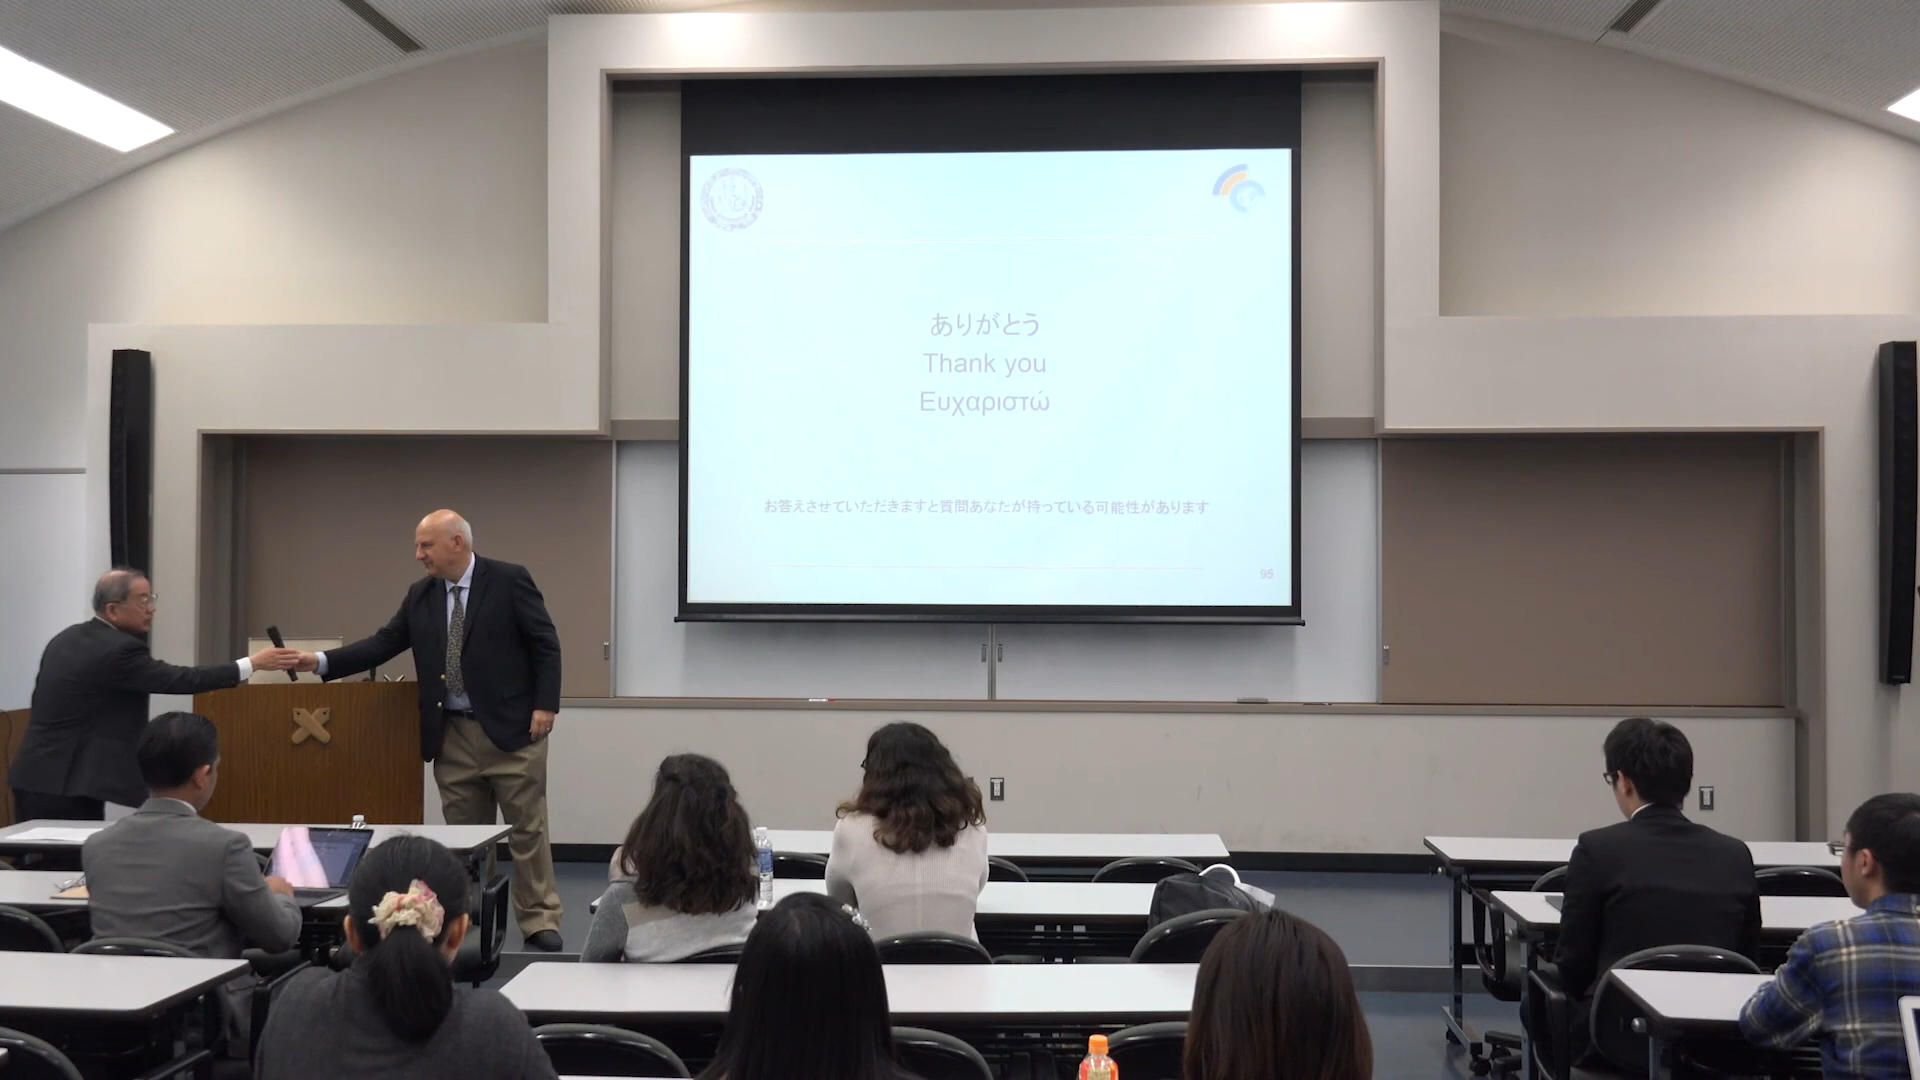 ありがとう
Thank you
Ευχαριστώ
お答えさせていただきますと質問あなたが持っている可能性があります
95